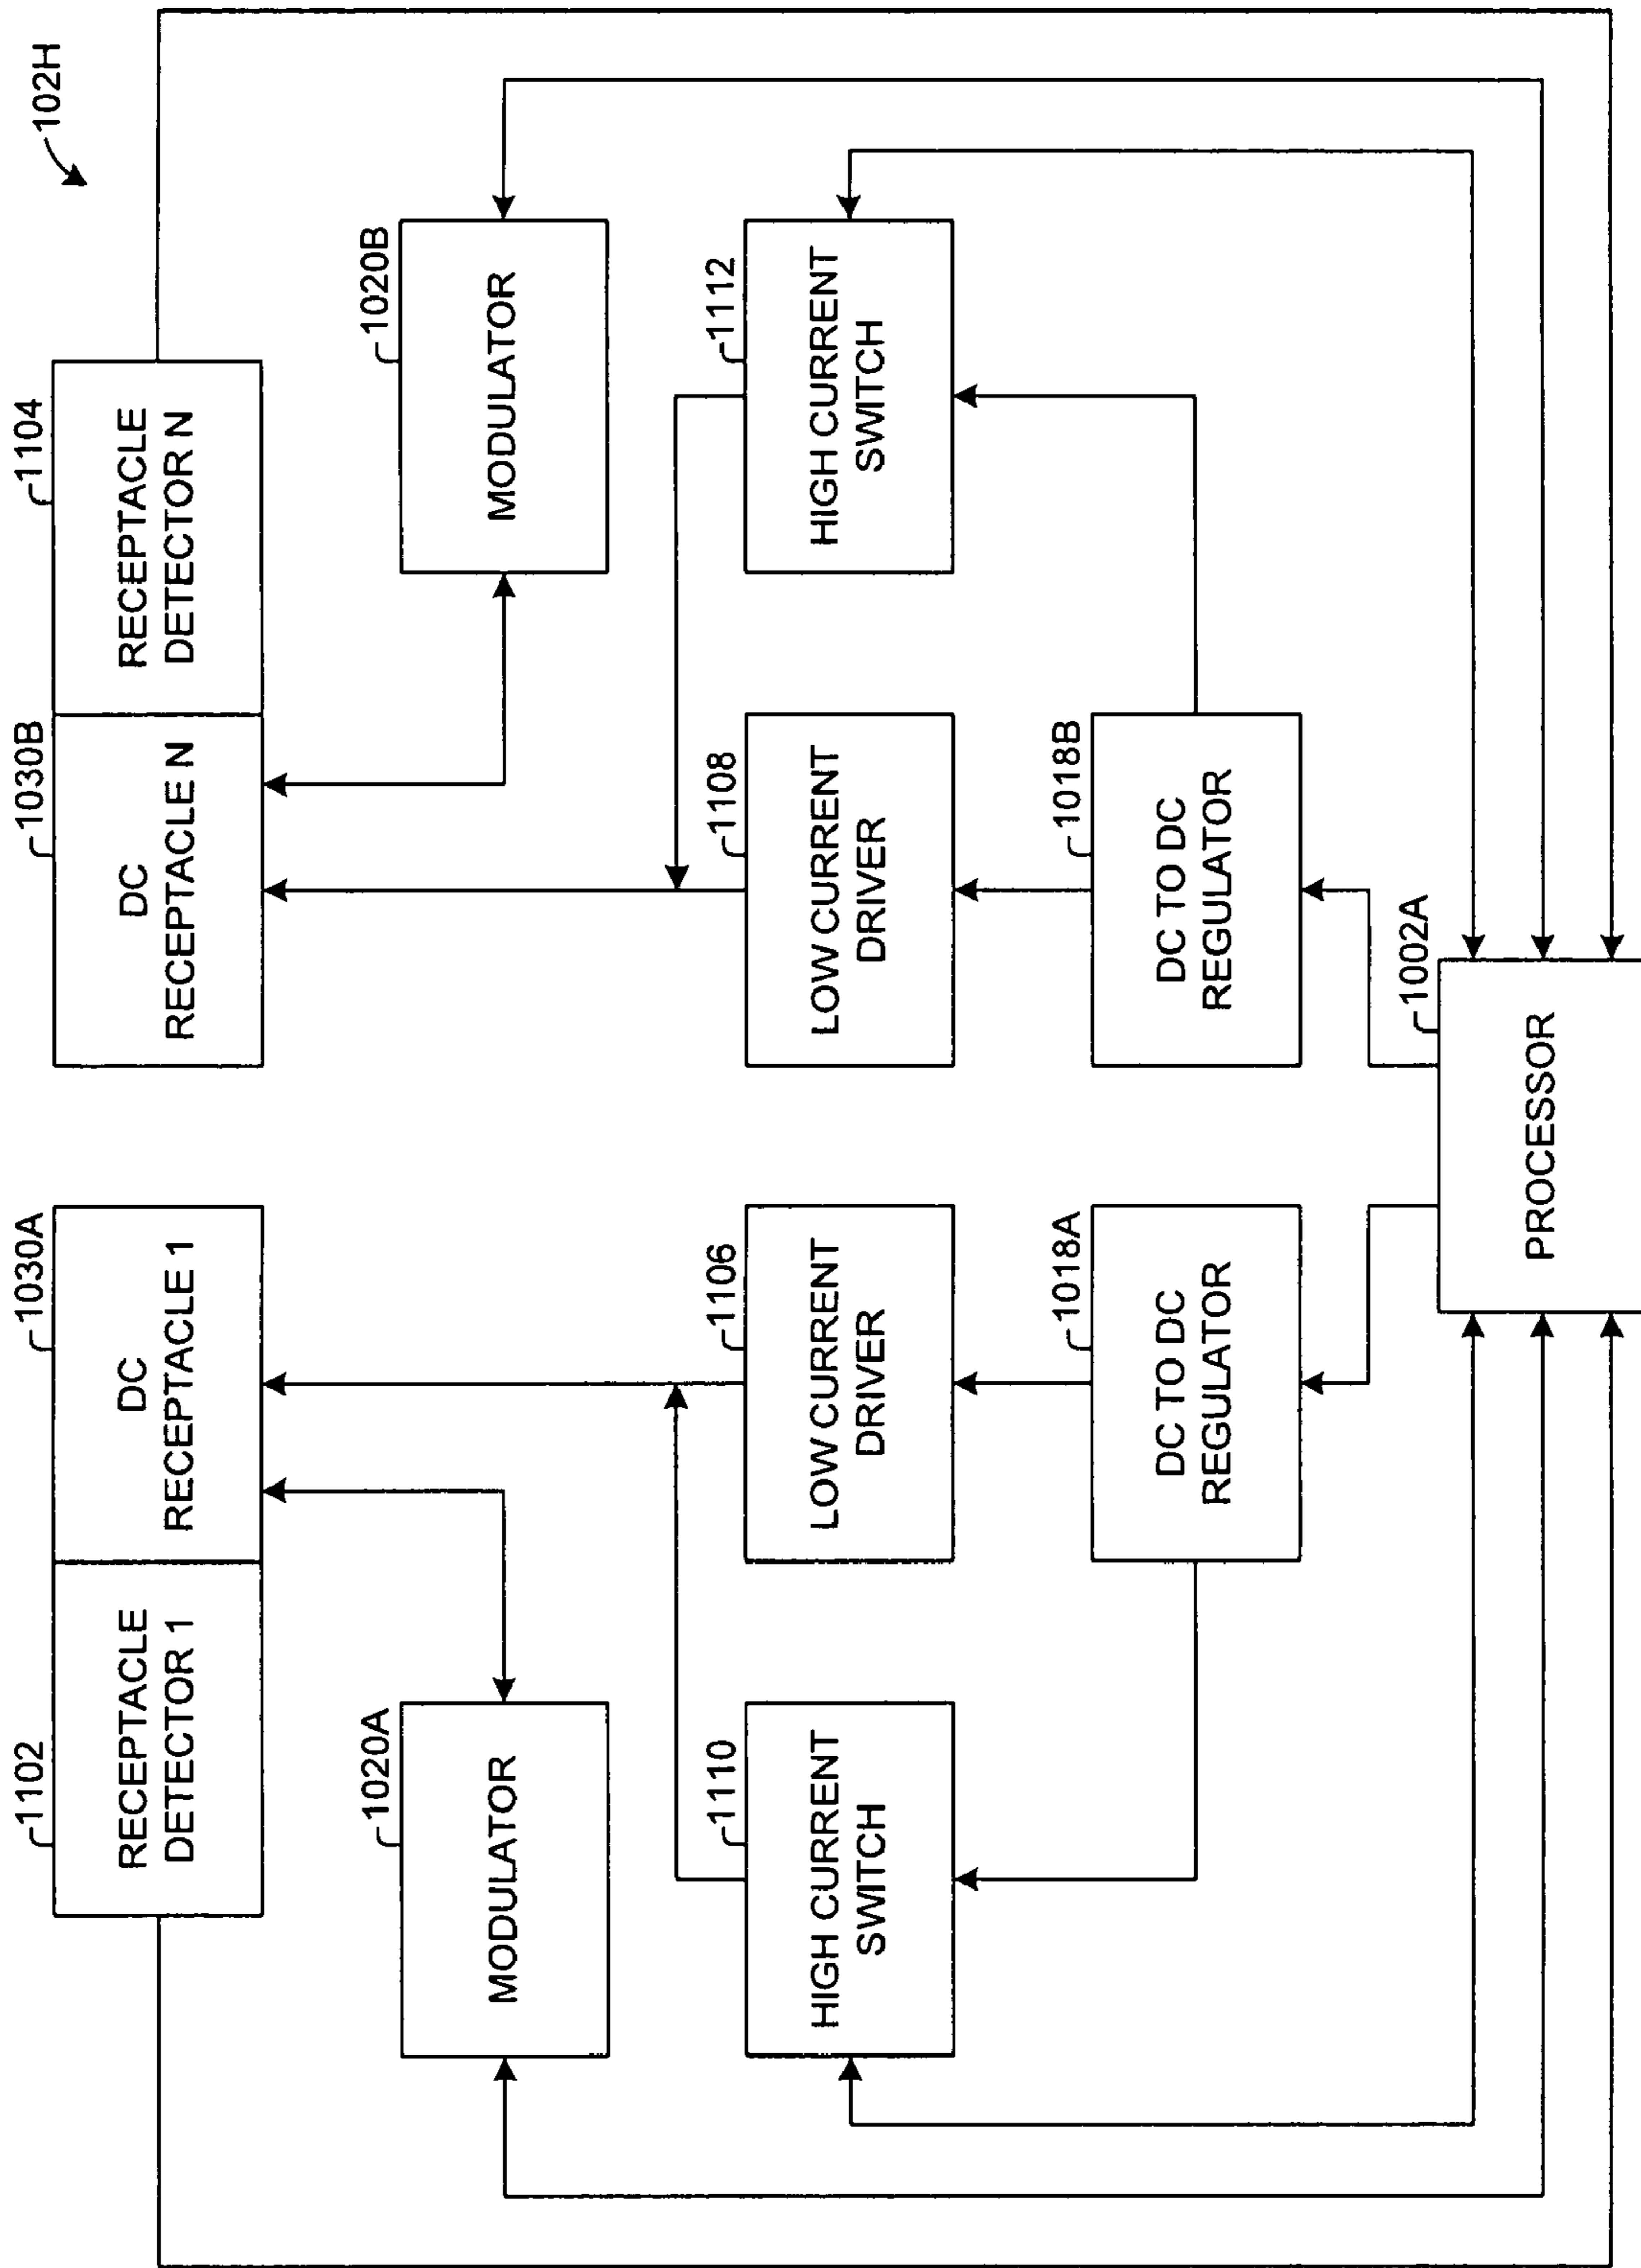 102H
1102
RECEPTACLE
DETECTOR 1
1030A
DC
RECEPTACLE 1
1030B
DC
RECEPTACLE N
1104
RECEPTACLE
DETECTOR N
1020A
MODULATOR
1020B
MODULATOR
1110
HIGH CURRENT
SWITCH
1106
LOW CURRENT
DRIVER
1108
LOW CURRENT
DRIVER
1112
HIGH CURRENT
SWITCH
1018A
DC TO DC
REGULATOR
1018B
DC TO DC
REGULATOR
1002A
PROCESSOR